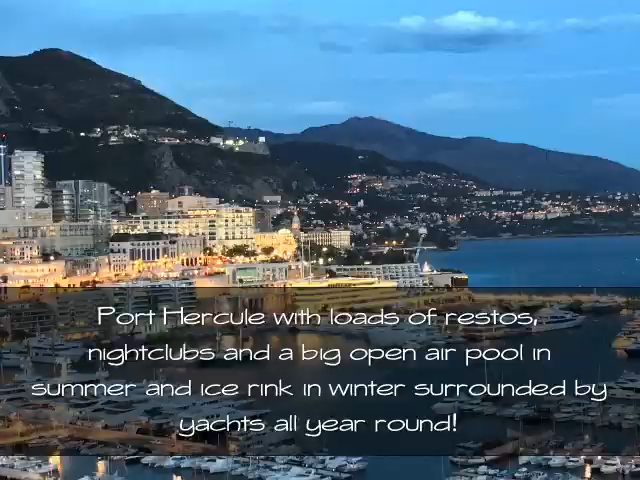 Port Hercule with loads of restos,
nightclubs and a big open air pool in
summer and ice rink in winter surrounded by
yachts all year round!